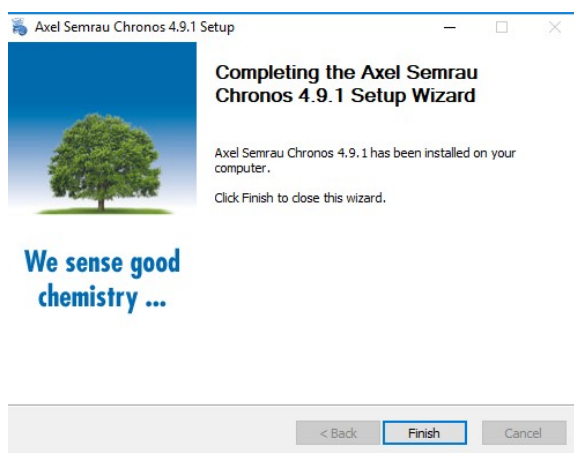 Axel Semrau Chronos 4.9.1 Setup
Completing the Axel Semrau
Chronos 4.9.1 Setup Wizard
Axel Semrau Chronos 4.9.1 has been installed on your
computer.
Click Finish to close this wizard.
We sense good
chemistry ...
< Back
Finish
Cancel